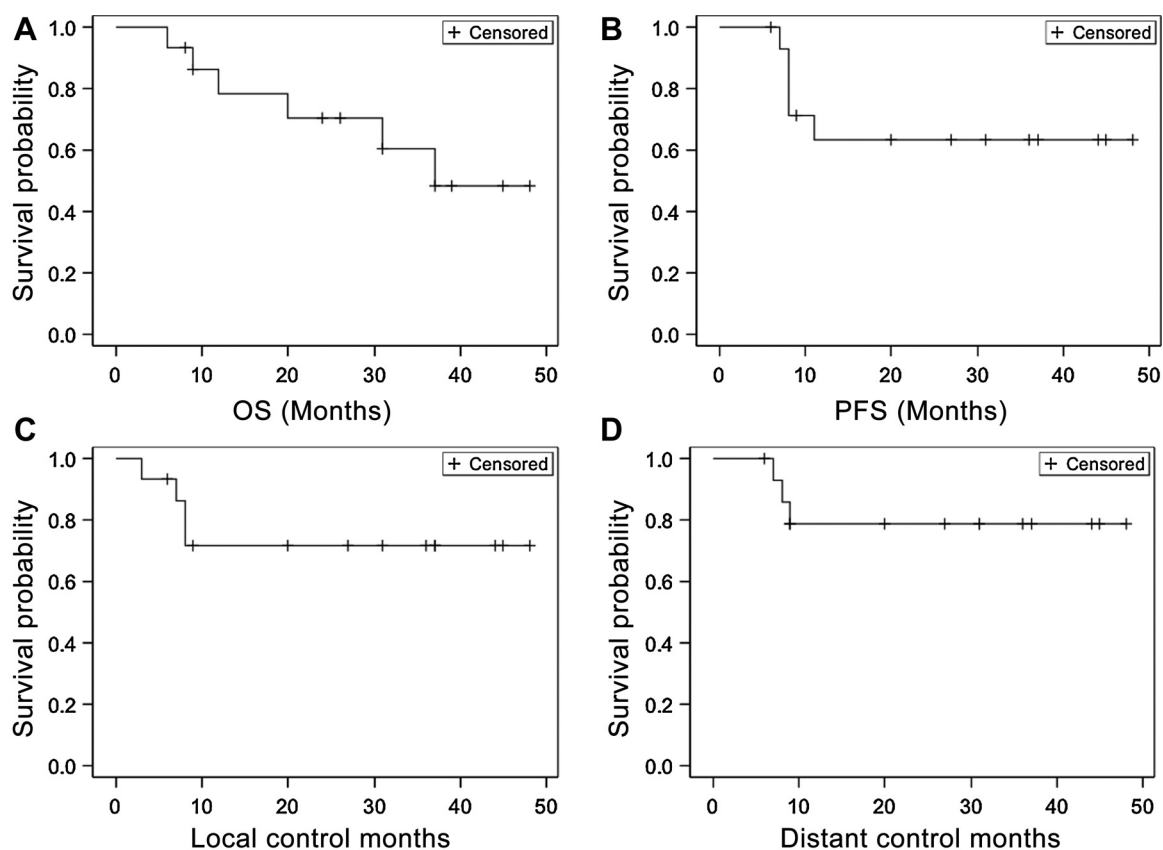 A
Survival probability
1.0
0.8
0.6
0.4
0.2
0.0
+ Censored
0 10 20 30 40 50
OS (Months)
B
Survival probability
1.0
0.8
0.6
0.4
0.2
0.0
+ Censored
0 10 20 30 40 50
PFS (Months)
C
Survival probability
1.0
0.8
0.6
0.4
0.2
0.0
+ Censored
0 10 20 30 40 50
Local control months
D
Survival probability
1.0
0.8
0.6
0.4
0.2
0.0
+ Censored
0 10 20 30 40 50
Distant control months